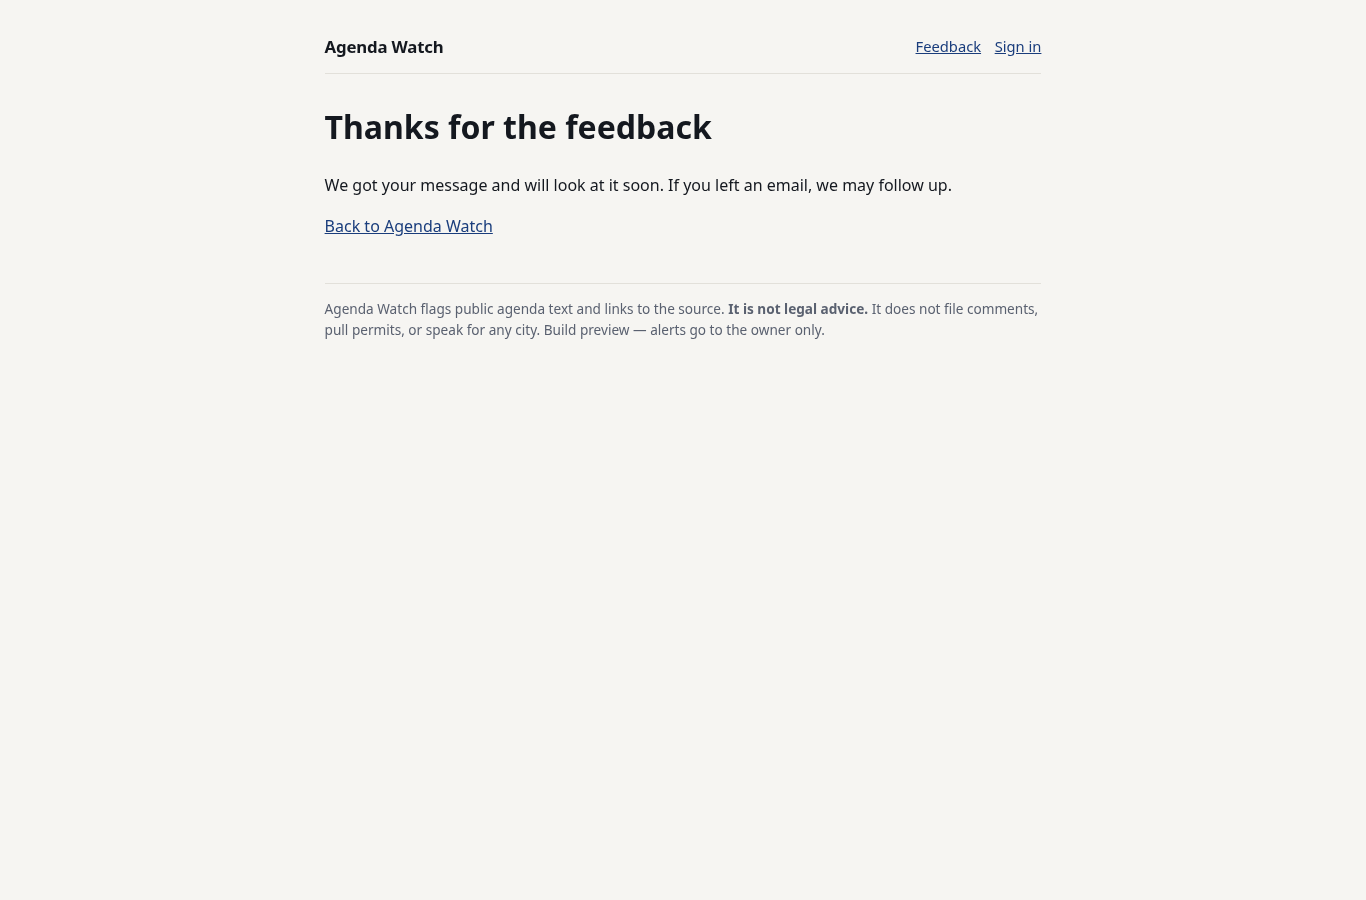 Agenda Watch
Feedback Sign in
Thanks for the feedback
We got your message and will look at it soon. If you left an email, we may follow up.
Back to Agenda Watch
Agenda Watch flags public agenda text and links to the source. It is not legal advice. It does not file comments,
pull permits, or speak for any city. Build preview — alerts go to the owner only.